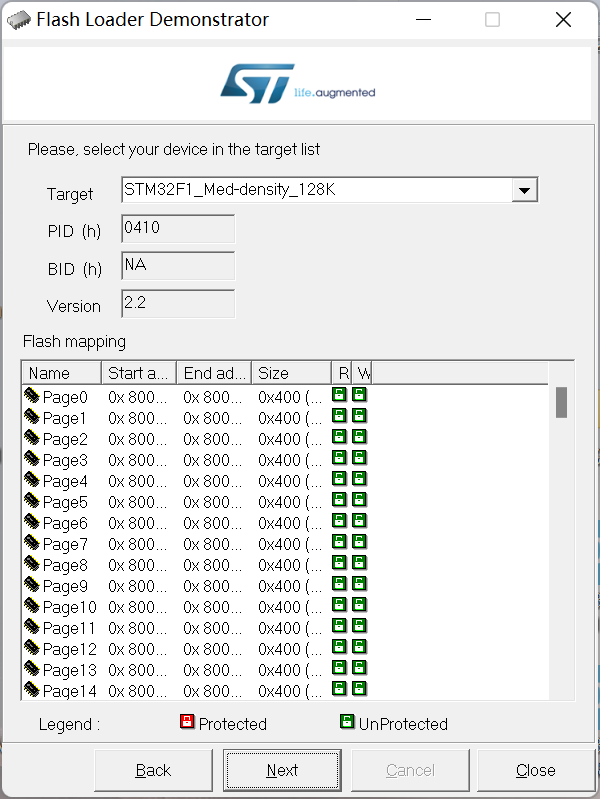 Flash Loader Demonstrator
ST
life.augmented
Please, select your device in the target list
Target STM32F1_Med-density_128K
PID (h) 0410
BID (h) NA
Version 2.2
Flash mapping
Name Start a... End ad... Size R W
Page0 0x 800... 0x 800... 0x400 (...
Page1 0x 800... 0x 800... 0x400 (...
Page2 0x 800... 0x 800... 0x400 (...
Page3 0x 800... 0x 800... 0x400 (...
Page4 0x 800... 0x 800... 0x400 (...
Page5 0x 800... 0x 800... 0x400 (...
Page6 0x 800... 0x 800... 0x400 (...
Page7 0x 800... 0x 800... 0x400 (...
Page8 0x 800... 0x 800... 0x400 (...
Page9 0x 800... 0x 800... 0x400 (...
Page10 0x 800... 0x 800... 0x400 (...
Page11 0x 800... 0x 800... 0x400 (...
Page12 0x 800... 0x 800... 0x400 (...
Page13 0x 800... 0x 800... 0x400 (...
Page14 0x 800... 0x 800... 0x400 (...
Legend : Protected UnProtected
Back Next Cancel Close